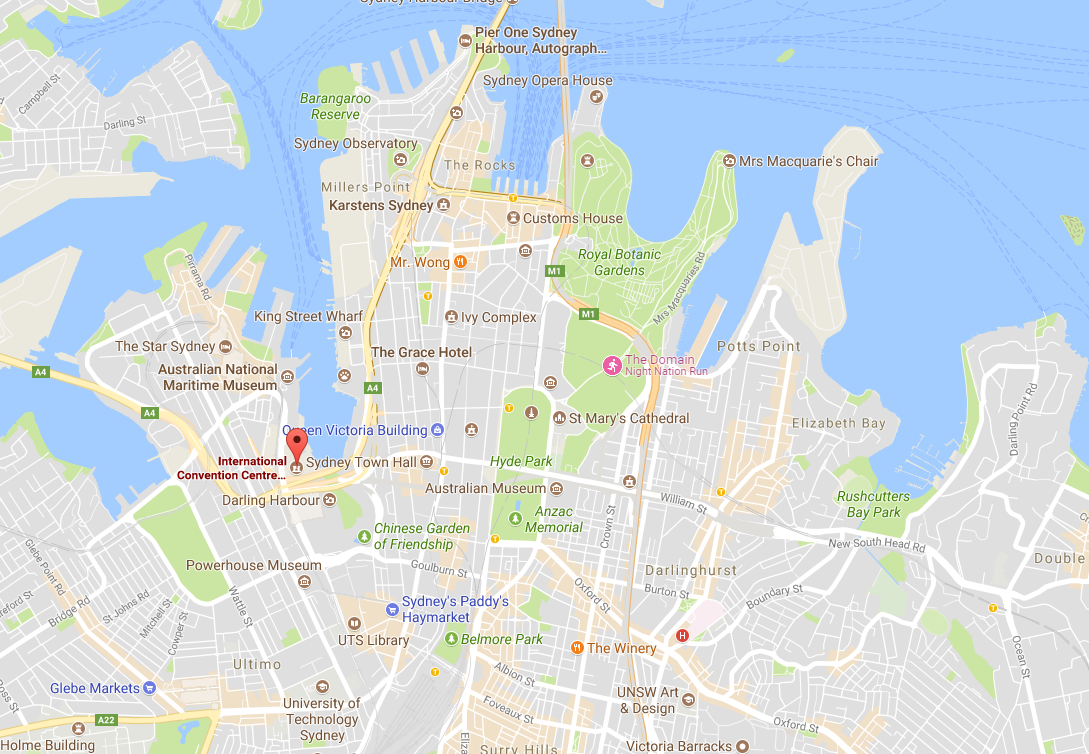 Sydney Harbour Bridge
Pier One Sydney
Harbour, Autograph...
Sydney Opera House
Campbell St
Darling St
Barangaroo
Reserve
Sydney Observatory
The Rocks
Mrs Macquarie's Chair
Millers Point
Karstens Sydney
T
Customs House
Mr. Wong
Royal Botanic
Gardens
M1
Pirrama Rd
Mrs Macquaries Rd
T
M1
King Street Wharf
Ivy Complex
The Star Sydney
The Grace Hotel
Potts Point
The Domain
Night Nation Run
A4
Australian National
Maritime Museum
A4
A4
T
St Mary's Cathedral
Darling Point Rd
Elizabeth Bay
Queen Victoria Building
International
Convention Centre...
Sydney Town Hall
T
Hyde Park
Australian Museum
T
William St
Rushcutters
Bay Park
Darling Harbour
Crown St
Anzac
Memorial
Chinese Garden
of Friendship
T
New South Head Rd
Double
Glebe Point Rd
Powerhouse Museum
Goulburn St
Darlinghurst
Oxford St
Burton St
Boundary St
Wattle St
Bridge Rd
St Johns Rd
Mitchell St
Cowper St
Sydney's Paddy's
Haymarket
T
UTS Library
Belmore Park
H
The Winery
Ocean St
Ultimo
T
Albion St
Glebe Markets
University of
Technology
Sydney
UNSW Art
& Design
Foveaux St
A22
Oxford St
Holme Building
Surry Hills
Victoria Barracks